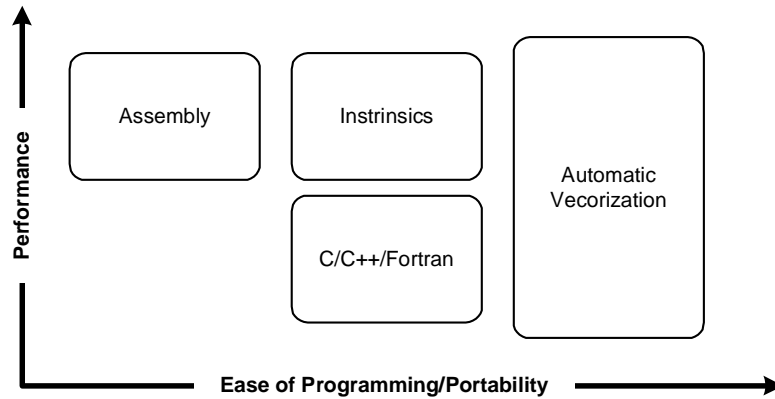 Assembly
Instrinsics
Automatic
Vecorization
C/C++/Fortran
Performance
Ease of Programming/Portability